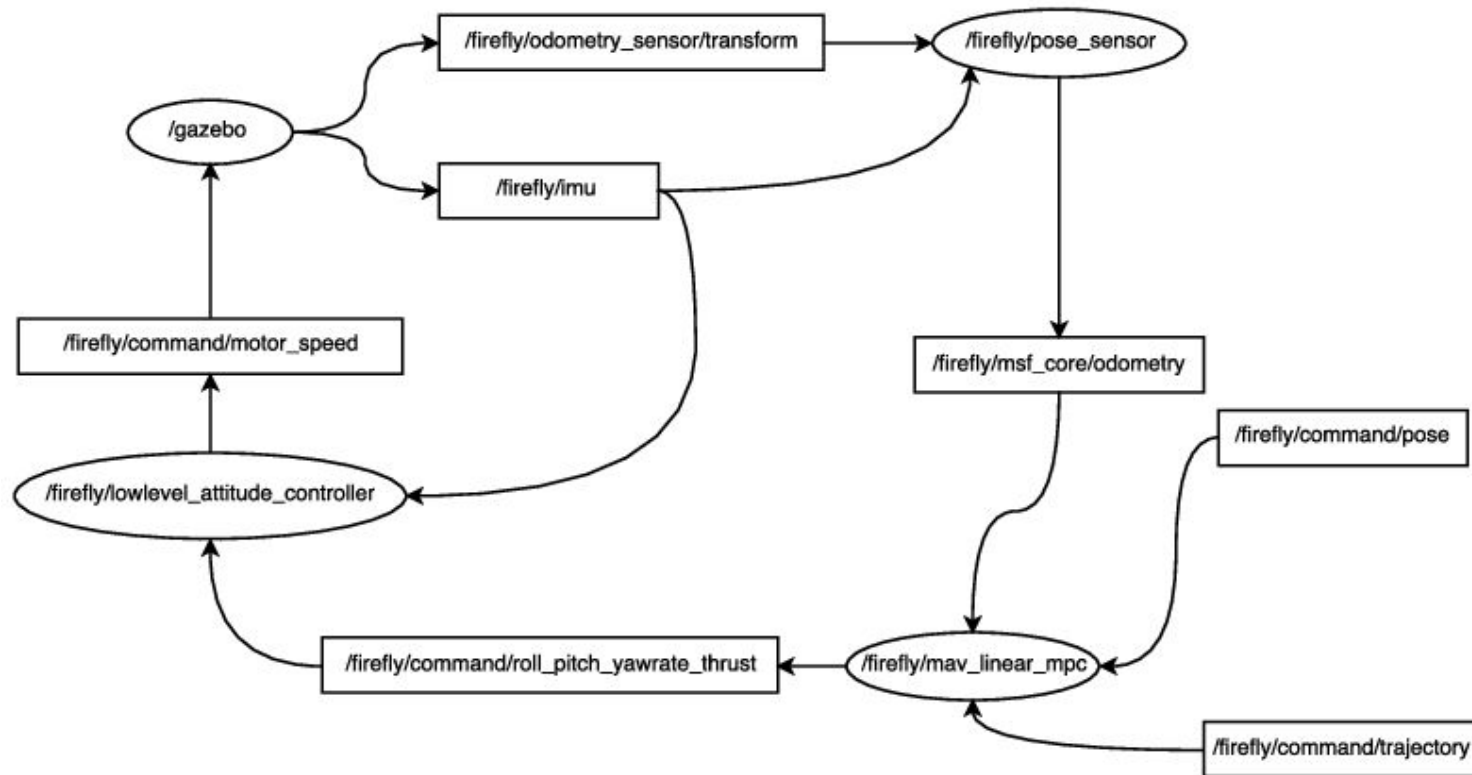 /firefly/odometry_sensor/transform
/firefly/pose_sensor
/gazebo
/firefly/imu
/firefly/command/motor_speed
/firefly/msf_core/odometry
/firefly/command/pose
/firefly/lowlevel_attitude_controller
/firefly/command/roll_pitch_yawrate_thrust
/firefly/mav_linear_mpc
/firefly/command/trajectory